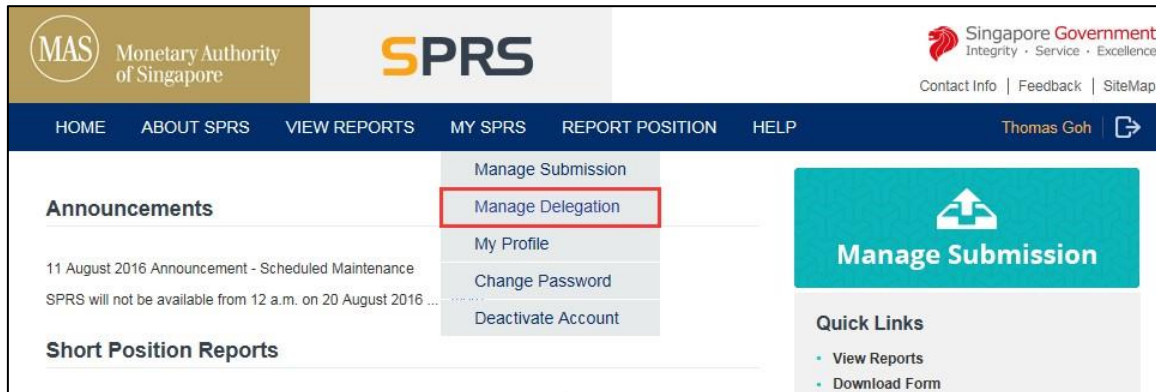 MAS Monetary Authority
of Singapore
SPRS
Singapore Government
Integrity · Service · Excellence
Contact Info | Feedback | SiteMap
HOME ABOUT SPRS VIEW REPORTS MY SPRS REPORT POSITION HELP Thomas Goh
Manage Submission
Manage Delegation
My Profile
Change Password
Deactivate Account
Announcements
11 August 2016 Announcement - Scheduled Maintenance
SPRS will not be available from 12 a.m. on 20 August 2016 ...
Short Position Reports
Manage Submission
Quick Links
• View Reports
• Download Form